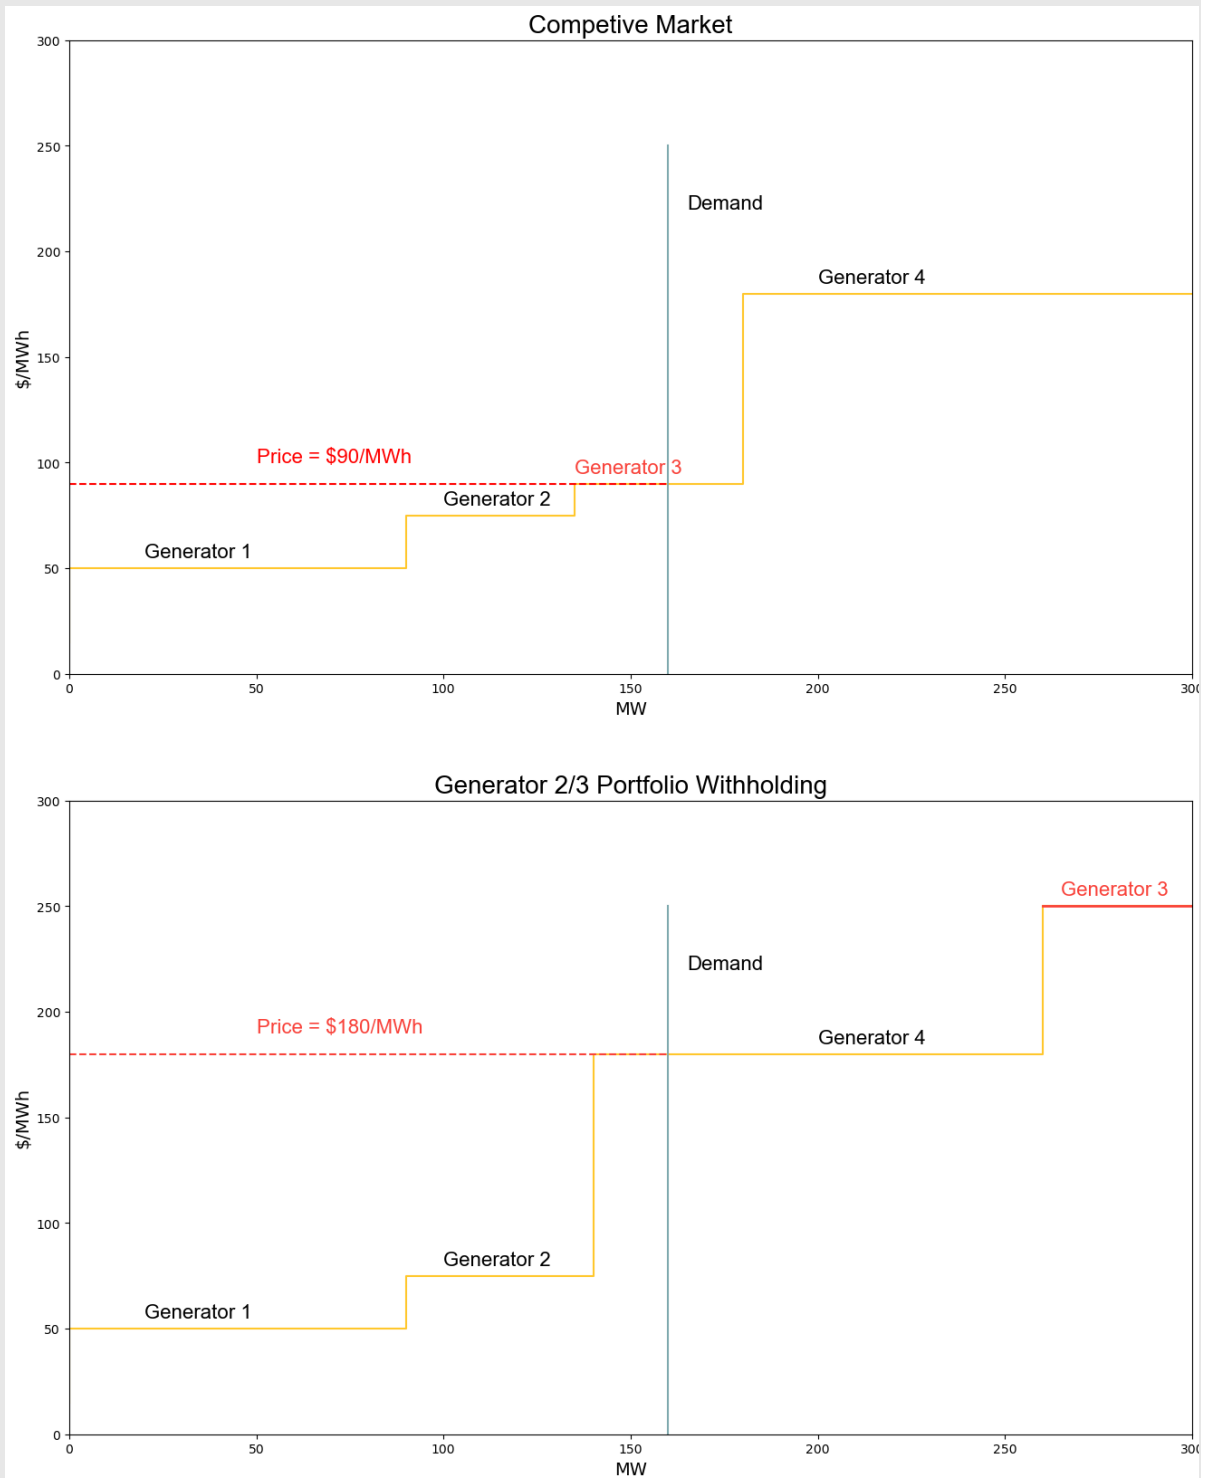 Competive Market
300
250
Demand
200
Generator 4
$/MWh
150
Price = $90/MWh
100
Generator 3
Generator 2
Generator 1
50
0
0 50 100 150 200 250 300
MW
Generator 2/3 Portfolio Withholding
300
Generator 3
250
Demand
Price = $180/MWh
200
Generator 4
$/MWh
150
100
Generator 2
Generator 1
50
0
0 50 100 150 200 250 300
MW